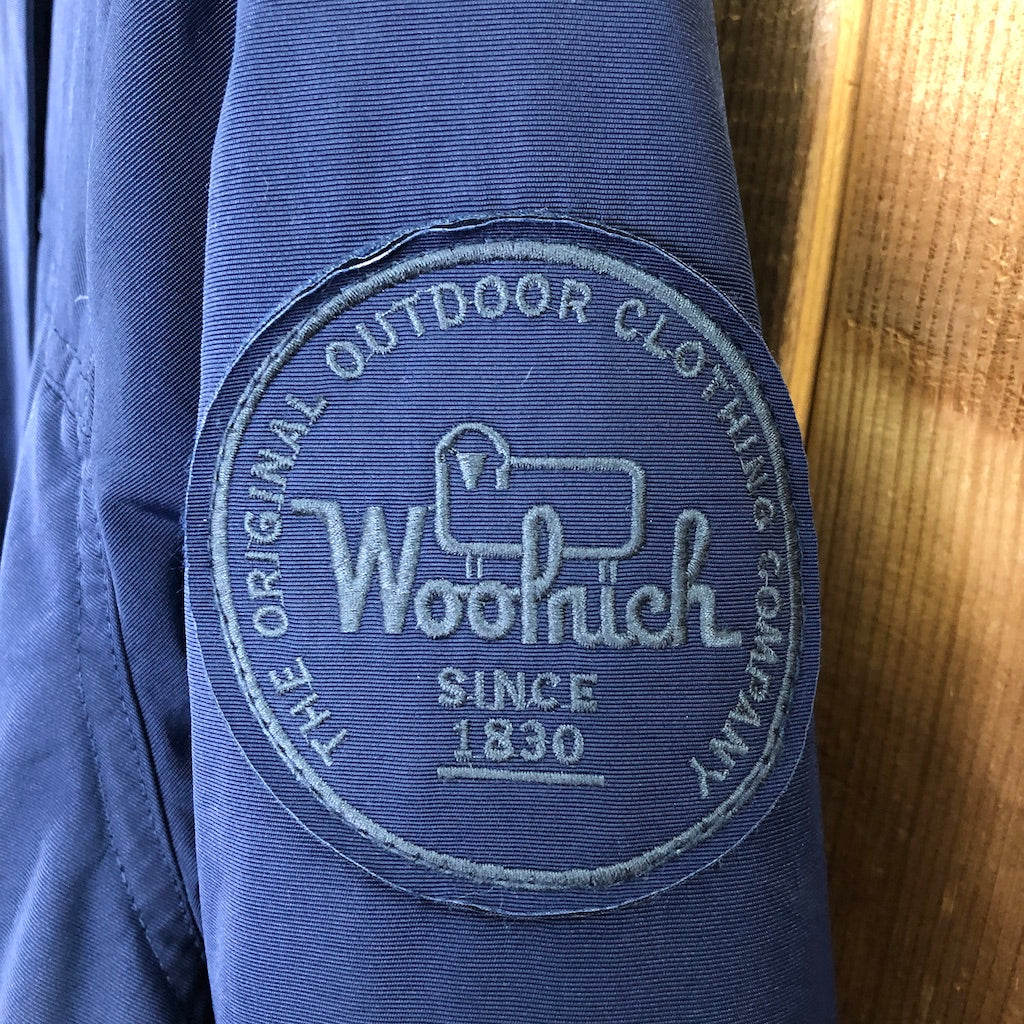 THE ORIGINAL OUTDOOR CLOTHING COMPANY
Woolrich
SINCE
1830